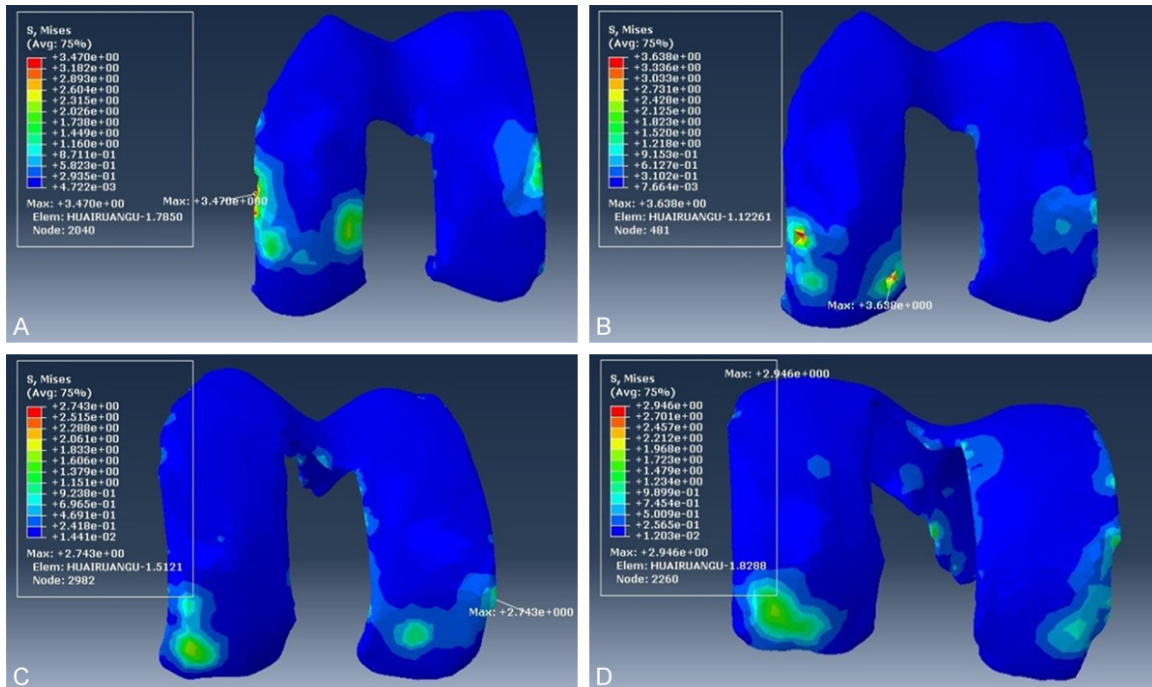 S, Mises
(Avg: 75%)
+3.470e+00
+3.182e+00
+2.893e+00
+2.604e+00
+2.315e+00
+2.026e+00
+1.738e+00
+1.449e+00
+1.160e+00
+8.711e-01
+5.823e-01
+2.935e-01
+4.722e-03
Max: +3.470e+00
Elem: HUAIRUANGU-1.7850
Node: 2040
Max: +3.470e+000
A
S, Mises
(Avg: 75%)
+3.638e+00
+3.336e+00
+3.033e+00
+2.731e+00
+2.428e+00
+2.125e+00
+1.823e+00
+1.520e+00
+1.218e+00
+9.153e-01
+6.127e-01
+3.102e-01
+7.664e-03
Max: +3.638e+00
Elem: HUAIRUANGU-1.12261
Node: 481
Max: +3.638e+000
B
S, Mises
(Avg: 75%)
+2.743e+00
+2.515e+00
+2.288e+00
+2.061e+00
+1.833e+00
+1.606e+00
+1.379e+00
+1.151e+00
+9.238e-01
+6.965e-01
+4.691e-01
+2.418e-01
+1.441e-02
Max: +2.743e+00
Elem: HUAIRUANGU-1.5121
Node: 2982
Max: +2.743e+000
C
S, Mises
(Avg: 75%)
Max: +2.946e+000
+2.946e+00
+2.701e+00
+2.457e+00
+2.212e+00
+1.968e+00
+1.723e+00
+1.479e+00
+1.234e+00
+9.899e-01
+7.454e-01
+5.009e-01
+2.565e-01
+1.203e-02
Max: +2.946e+00
Elem: HUAIRUANGU-1.8288
Node: 2260
D